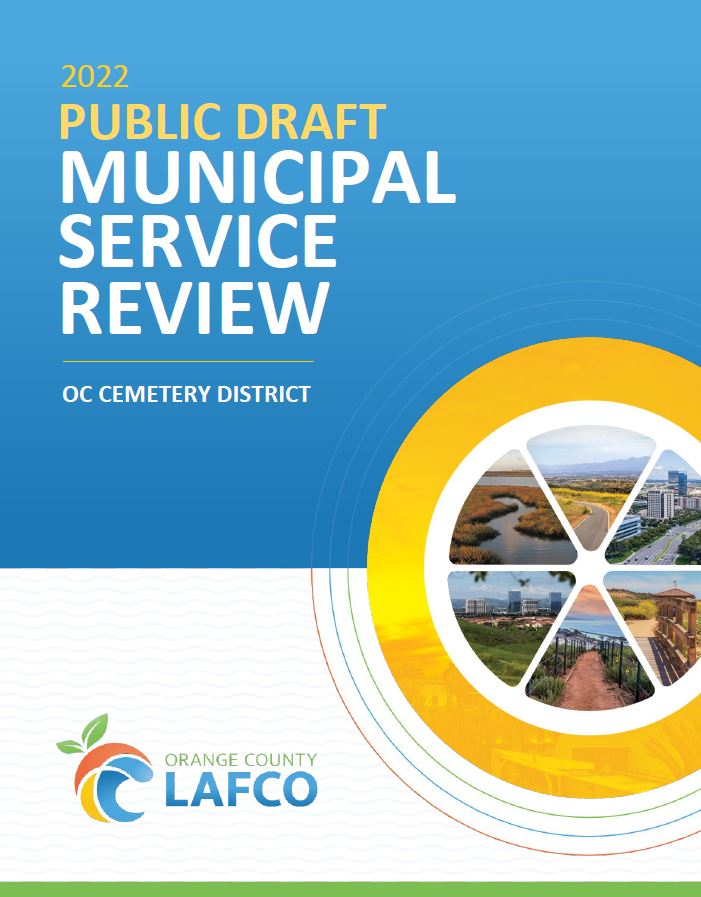 2022
PUBLIC DRAFT
MUNICIPAL
SERVICE
REVIEW
OC CEMETERY DISTRICT
ORANGE COUNTY
LAFCO